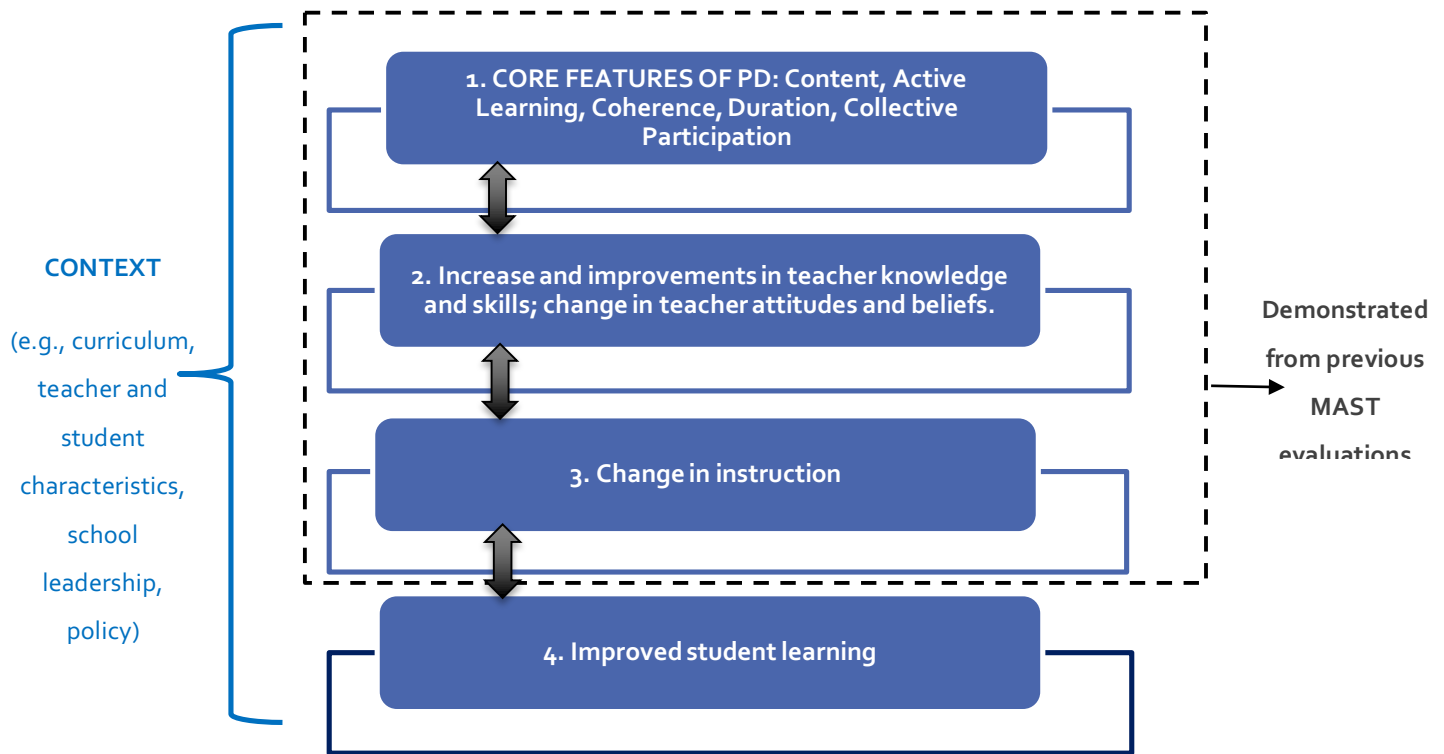 CONTEXT
(e.g., curriculum,
teacher and
student
characteristics,
school
leadership,
policy)
1. CORE FEATURES OF PD: Content, Active
Learning, Coherence, Duration, Collective
Participation
2. Increase and improvements in teacher knowledge
and skills; change in teacher attitudes and beliefs.
3. Change in instruction
4. Improved student learning
Demonstrated
from previous
MAST
evaluations